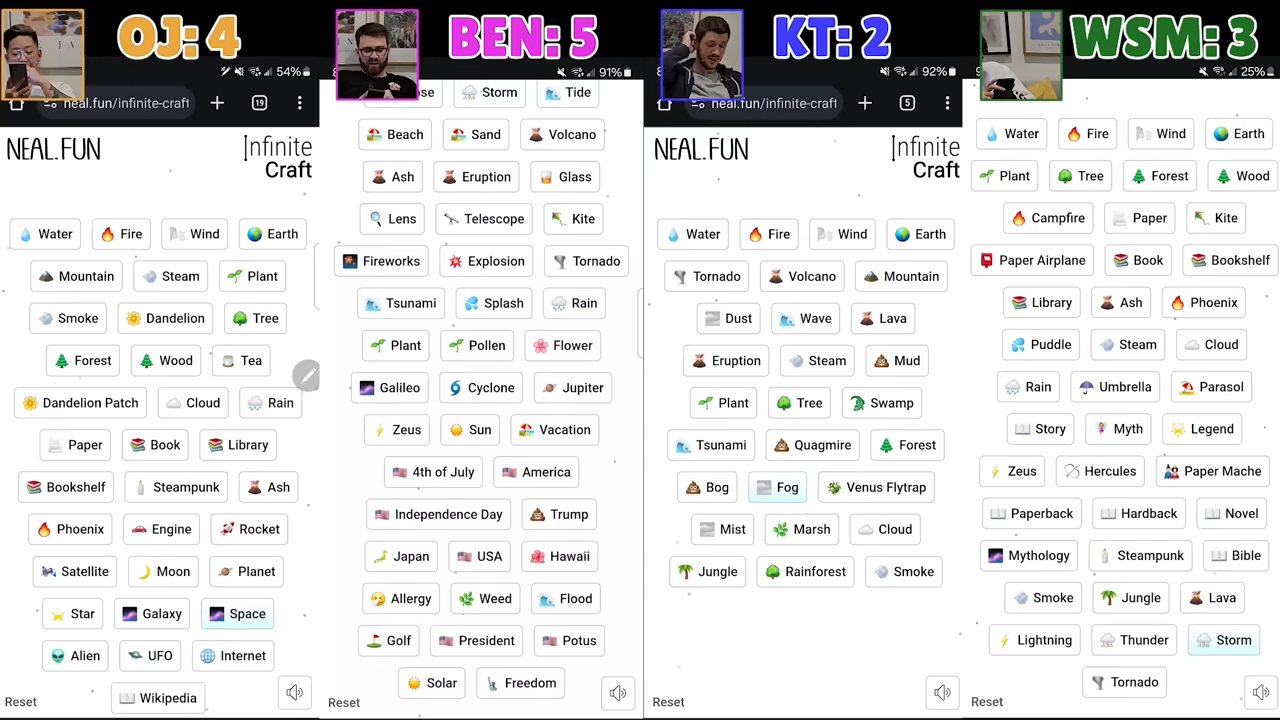 OJ: 4
54%
neal.fun/infinite-craft
19
NEAL.FUN
Infinite
Craft
Water Fire Wind Earth
Mountain Steam Plant
Smoke Dandelion Tree
Forest Wood Tea
Dandelion Patch Cloud Rain
Paper Book Library
Bookshelf Steampunk Ash
Phoenix Engine Rocket
Satellite Moon Planet
Star Galaxy Space
Alien UFO Internet
Reset Wikipedia
BEN: 5
91%
Storm Tide
Beach Sand Volcano
Ash Eruption Glass
Lens Telescope Kite
Fireworks Explosion Tornado
Tsunami Splash Rain
Plant Pollen Flower
Galileo Cyclone Jupiter
Zeus Sun Vacation
4th of July America
Independence Day Trump
Japan USA Hawaii
Allergy Weed Flood
Golf President Potus
Solar Freedom
Reset
KT: 2
92%
neal.fun/infinite-craft
5
NEAL.FUN
Infinite
Craft
Water Fire Wind Earth
Tornado Volcano Mountain
Dust Wave Lava
Eruption Steam Mud
Plant Tree Swamp
Tsunami Quagmire Forest
Bog Fog Venus Flytrap
Mist Marsh Cloud
Jungle Rainforest Smoke
Reset
WSM: 3
25%
Water Fire Wind Earth
Plant Tree Forest Wood
Campfire Paper Kite
Paper Airplane Book Bookshelf
Library Ash Phoenix
Puddle Steam Cloud
Rain Umbrella Parasol
Story Myth Legend
Zeus Hercules Paper Mache
Paperback Hardback Novel
Mythology Steampunk Bible
Smoke Jungle Lava
Lightning Thunder Storm
Tornado
Reset